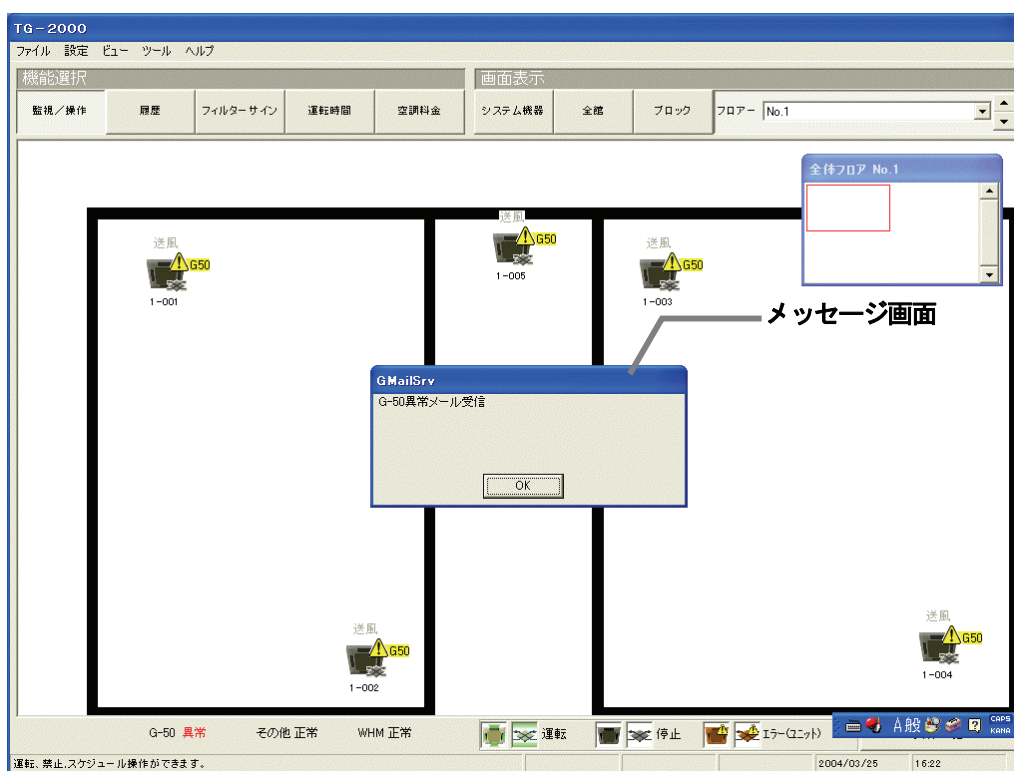 TG-2000
ファイル 設定 ビュー ツール ヘルプ
機能選択 画面表示
監視／操作 履歴 フィルターサイン 運転時間 空調料金 システム機器 全館 ブロック フロアー No.1
全体フロア No.1
送風 送風 送風
G50 G50 G50
1-001 1-005 1-003
メッセージ画面
GMailSrv
G-50異常メール受信
OK
送風 送風
G50 G50
1-002 1-004
G-50 異常 その他 正常 WHM 正常 運転 停止 エラー(ユニット) A 般 CAPS
KANA
運転、禁止、スケジュール操作ができます。 2004/03/25 16:22